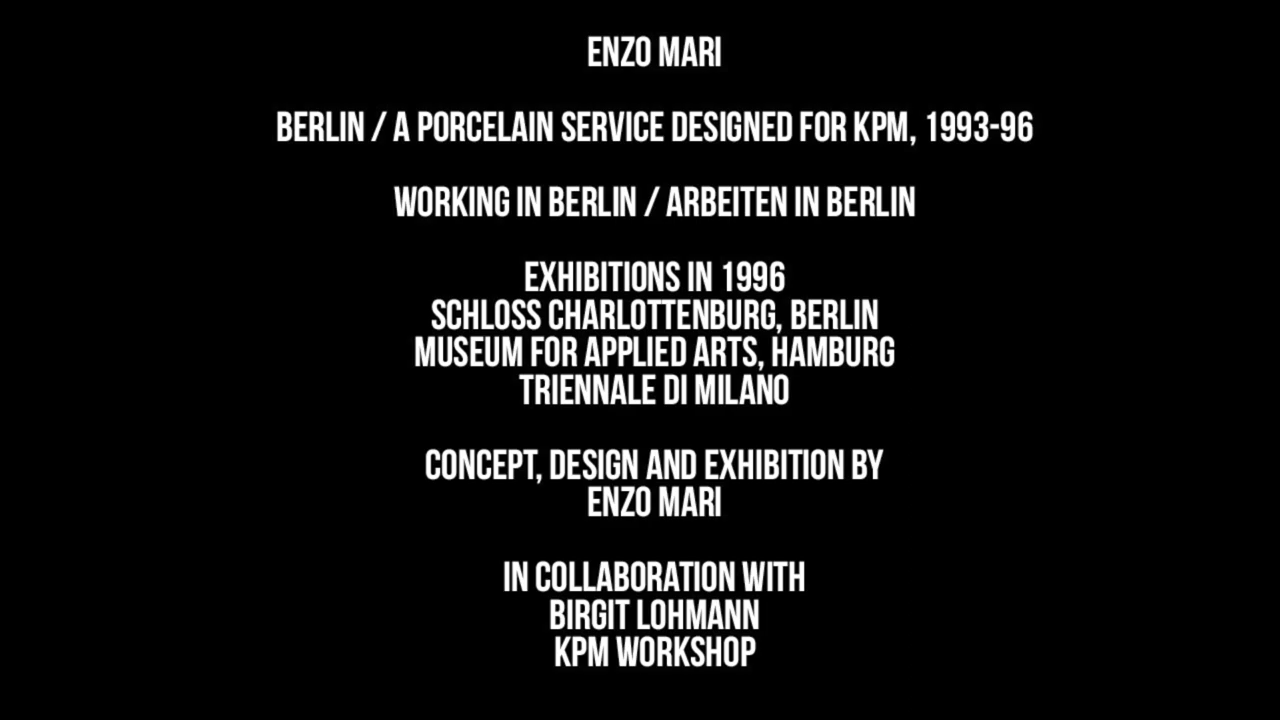 ENZO MARI
BERLIN / A PORCELAIN SERVICE DESIGNED FOR KPM, 1993-96
WORKING IN BERLIN / ARBEITEN IN BERLIN
EXHIBITIONS IN 1996
SCHLOSS CHARLOTTENBURG, BERLIN
MUSEUM FOR APPLIED ARTS, HAMBURG
TRIENNALE DI MILANO
CONCEPT, DESIGN AND EXHIBITION BY
ENZO MARI
IN COLLABORATION WITH
BIRGIT LOHMANN
KPM WORKSHOP